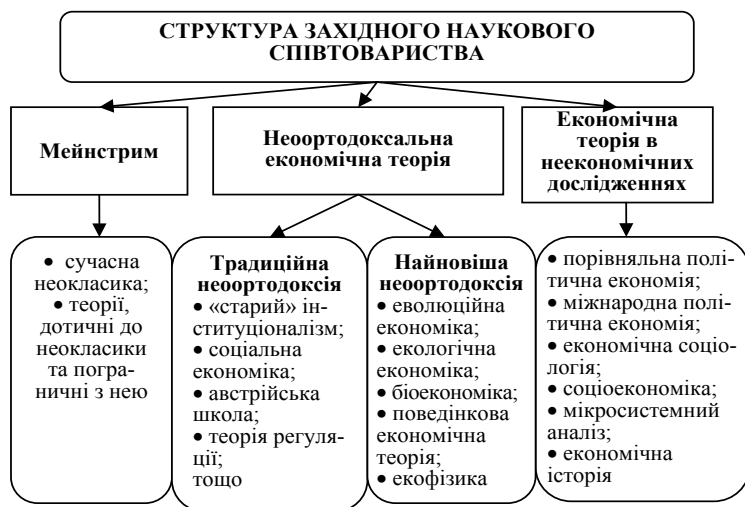 СТРУКТУРА ЗАХІДНОГО НАУКОВОГО
СПІВТОВАРИСТВА
Мейнстрим
Неоортодоксальна
економічна теорія
Економічна
теорія в
неекономічних
дослідженнях
• сучасна
неокласика;
• теорії,
дотичні до
неокласики
та погра-
ничні з нею
Традиційна
неоортодоксія
• «старий» ін-
ституціоналізм;
• соціальна
економіка;
• австрійська
школа;
• теорія регуля-
ції;
тощо
Найновіша
неоортодоксія
• еволюційна
економіка;
• екологічна
економіка;
• біоекономіка;
• поведінкова
економічна
теорія;
• екофізика
• порівняльна полі-
тична економія;
• міжнародна по-
літична економія;
• економічна соціо-
логія;
• соціоекономіка;
• мікросистемний
аналіз;
• економічна
історія